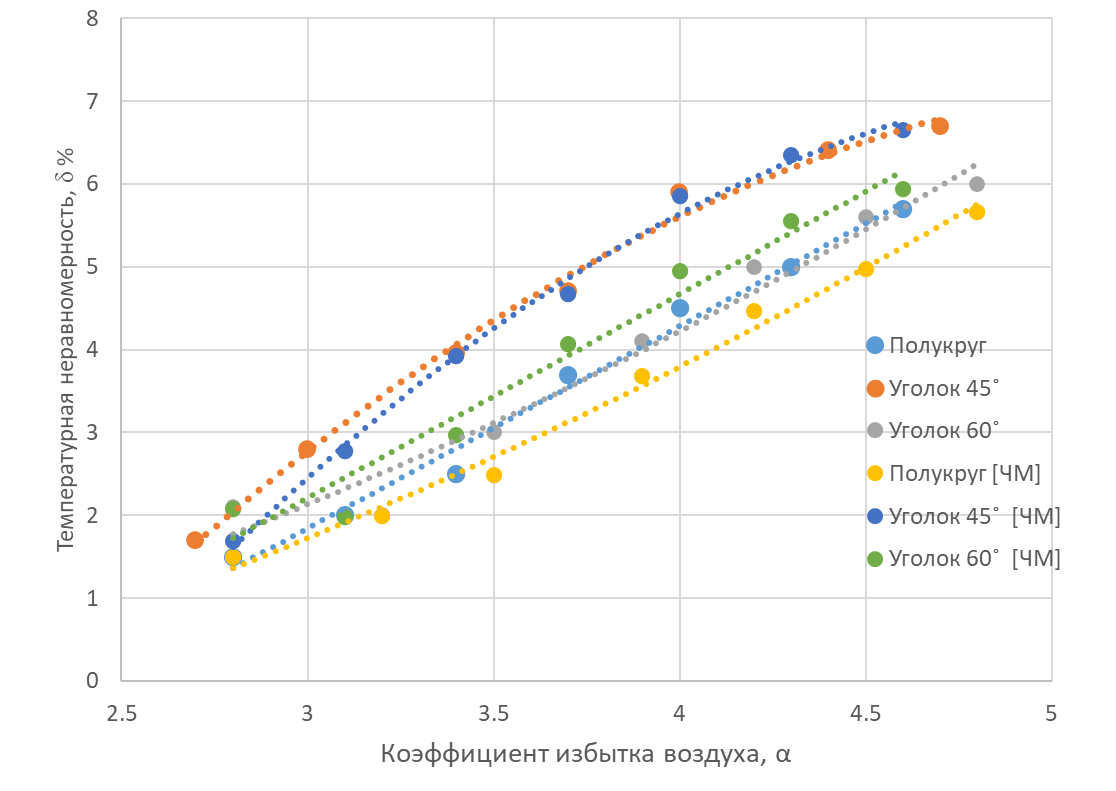 8
7
6
5
4
3
2
1
0
2.5 3 3.5 4 4.5 5
Температурная неравномерность, δ %
Коэффициент избытка воздуха, α
Полукруг
Уголок 45˚
Уголок 60˚
Полукруг [ЧМ]
Уголок 45˚ [ЧМ]
Уголок 60˚ [ЧМ]